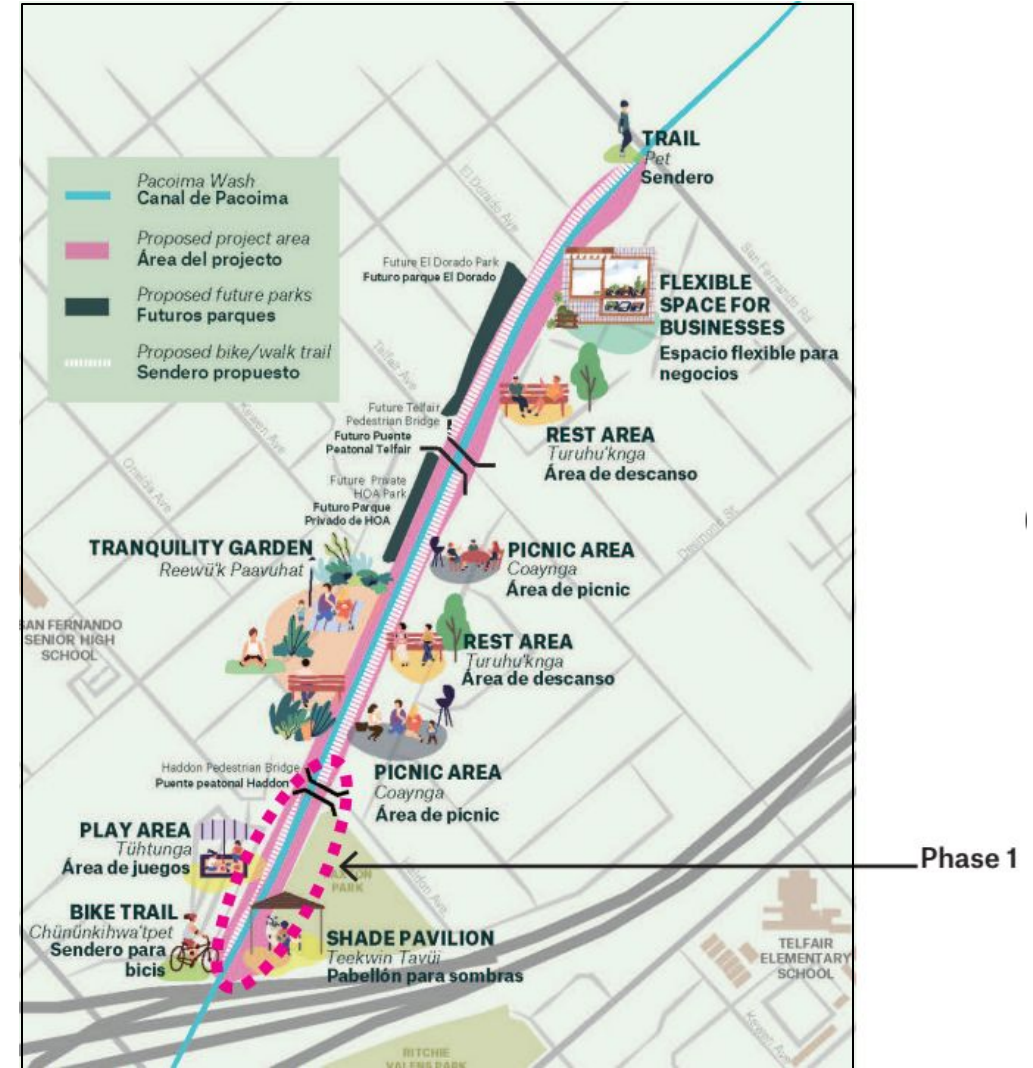 TRAIL
Pet
Sendero
Pacoima Wash
Canal de Pacoima
Proposed project area
Área del projecto
Proposed future parks
Futuros parques
Proposed bike/walk trail
Sendero propuesto
El Dorado Ave
San Fernando Rd
Future El Dorado Park
Futuro parque El Dorado
FLEXIBLE
SPACE FOR
BUSINESSES
Espacio flexible para
negocios
Telfair Ave
Future Telfair
Pedestrian Bridge
Futuro Puente
Peatonal Telfair
Kewen Ave
REST AREA
Turuhu'knga
Área de descanso
Oneida Ave
Future Private
HOA Park
Futuro Parque
Privado de HOA
Desmond St
TRANQUILITY GARDEN
Reewü'k Paavuhat
PICNIC AREA
Coaynga
Área de picnic
SAN FERNANDO
SENIOR HIGH
SCHOOL
REST AREA
Turuhu'knga
Área de descanso
Haddon Pedestrian Bridge
Puente peatonal Haddon
PICNIC AREA
Coaynga
Área de picnic
PLAY AREA
Tühtunga
Área de juegos
Phase 1
PARK
BIKE TRAIL
Chününkihwa'tpet
Sendero para
bicis
SHADE PAVILION
Teekwin Tavüi
Pabellón para sombras
TELFAIR
ELEMENTARY
SCHOOL
Kewen Ave
RITCHIE
VALENS PARK